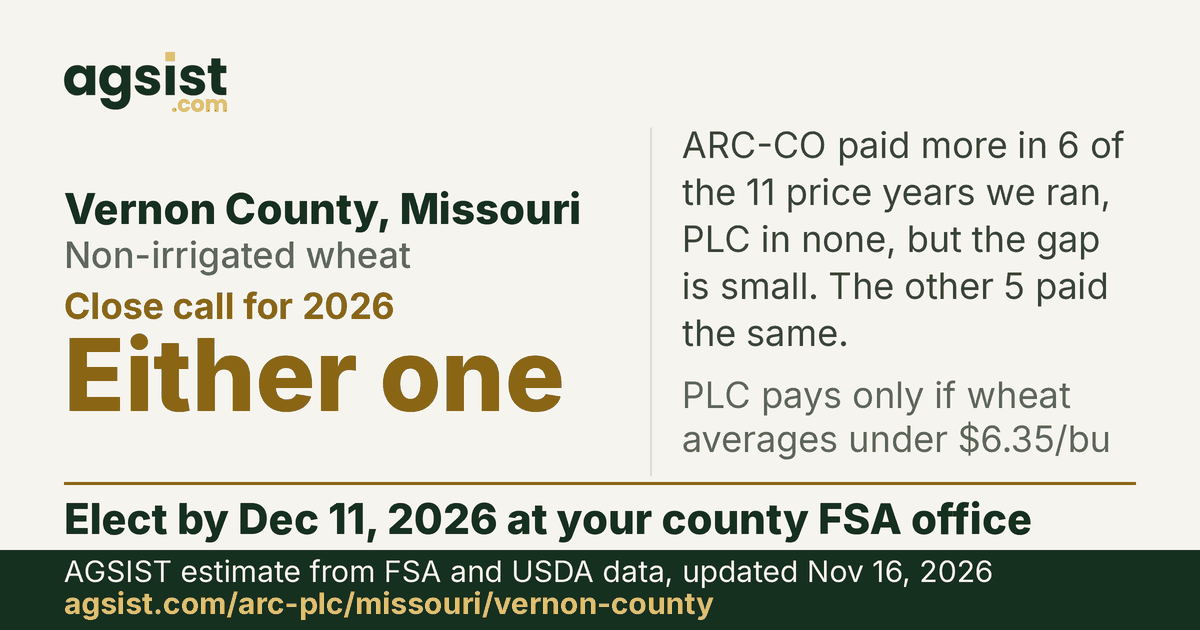 agsist
.com
Vernon County, Missouri
Non-irrigated wheat
Close call for 2026
Either one
ARC-CO paid more in 6 of
the 11 price years we ran,
PLC in none, but the gap
is small. The other 5 paid
the same.
PLC pays only if wheat
averages under $6.35/bu
Elect by Dec 11, 2026 at your county FSA office
AGSIST estimate from FSA and USDA data, updated Nov 16, 2026
agsist.com/arc-plc/missouri/vernon-county